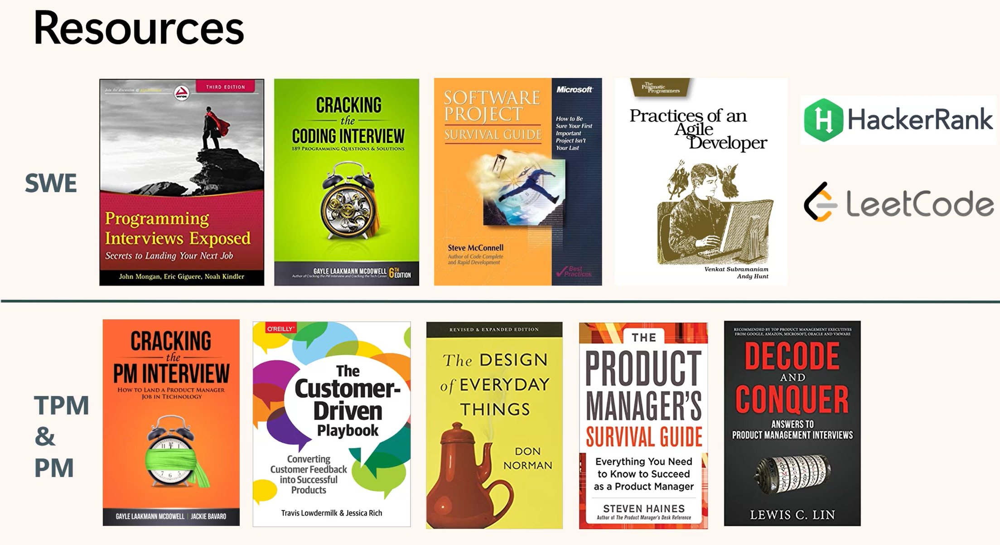 Resources
SWE
Join the discussion @
THIRD EDITION
wrox
Programming
Interviews Exposed
Secrets to Landing Your Next Job
John Mongan, Eric Giguere, Noah Kindler
CRACKING
the
CODING INTERVIEW
189 PROGRAMMING QUESTIONS & SOLUTIONS
GAYLE LAAKMANN MCDOWELL
Author of Cracking the PM Interview and Cracking the Tech Career
6TH
EDITION
SOFTWARE
PROJECT
SURVIVAL GUIDE
Microsoft
How to Be
Sure Your First
Important
Project Isn't
Your Last
Steve McConnell
Author of Code Complete
and Rapid Development
Best
Practices
The
Pragmatic
Programmers
Practices of an
Agile
Developer
Venkat Subramaniam
Andy Hunt
H
HackerRank
LeetCode
TPM
&
PM
CRACKING
the
PM INTERVIEW
HOW TO LAND A PRODUCT MANAGER
JOB IN TECHNOLOGY
11 12 1
7 6 5
GAYLE LAAKMANN MCDOWELL | JACKIE BAVARO
O'REILLY®
The
Customer-
Driven
Playbook
Converting
Customer Feedback
into Successful
Products
Travis Lowdermilk & Jessica Rich
REVISED & EXPANDED EDITION
The DESIGN
of EVERYDAY
THINGS
DON
NORMAN
THE
PRODUCT
MANAGER'S
SURVIVAL GUIDE
Everything You Need
to Know to Succeed
as a Product Manager
STEVEN HAINES
Author of The Product Manager's Desk Reference
RECOMMENDED BY TOP PRODUCT MANAGEMENT EXECUTIVES
FROM GOOGLE, AMAZON, MICROSOFT, ORACLE AND VMWARE
DECODE
AND
CONQUER
ANSWERS TO
PRODUCT MANAGEMENT INTERVIEWS
LEWIS C. LIN